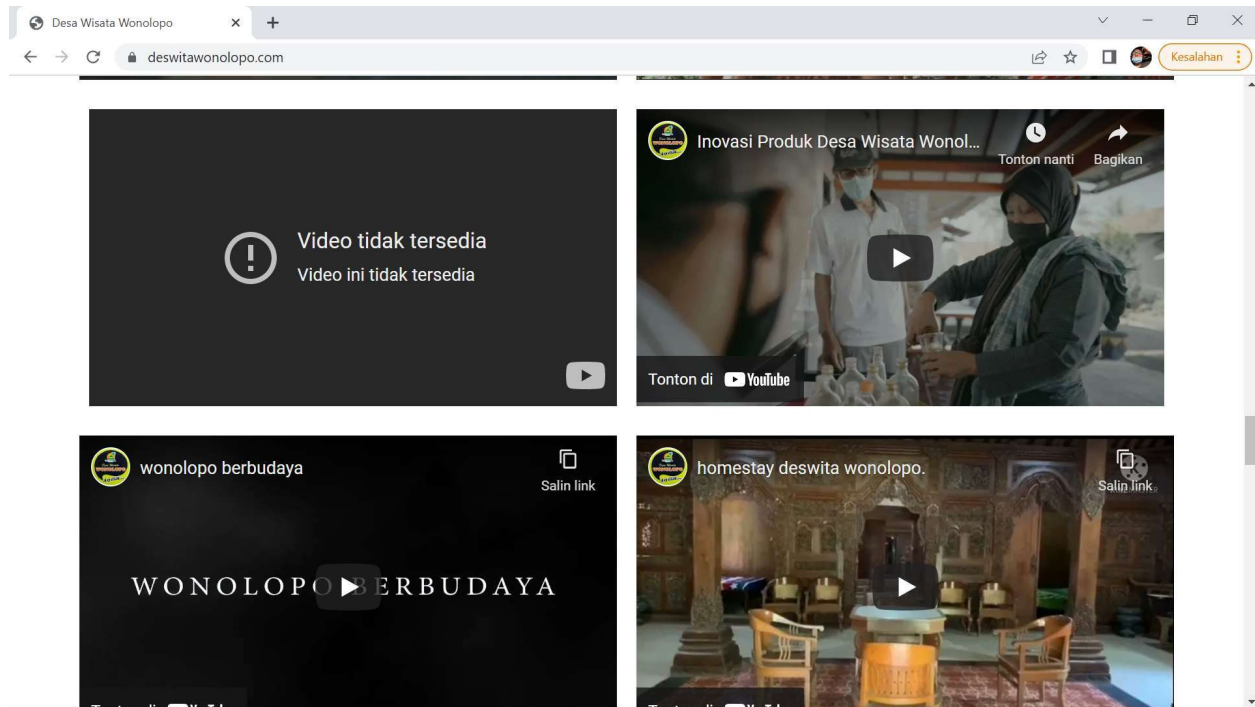 Desa Wisata Wonolopo
deswitawonolopo.com
Kesalahan
Video tidak tersedia
Video ini tidak tersedia
Inovasi Produk Desa Wisata Wonol...
Tonton nanti
Bagikan
Tonton di YouTube
wonolopo berbudaya
Salin link
WONOLOPO BERBUDAYA
homestay deswita wonolopo.
Salin link